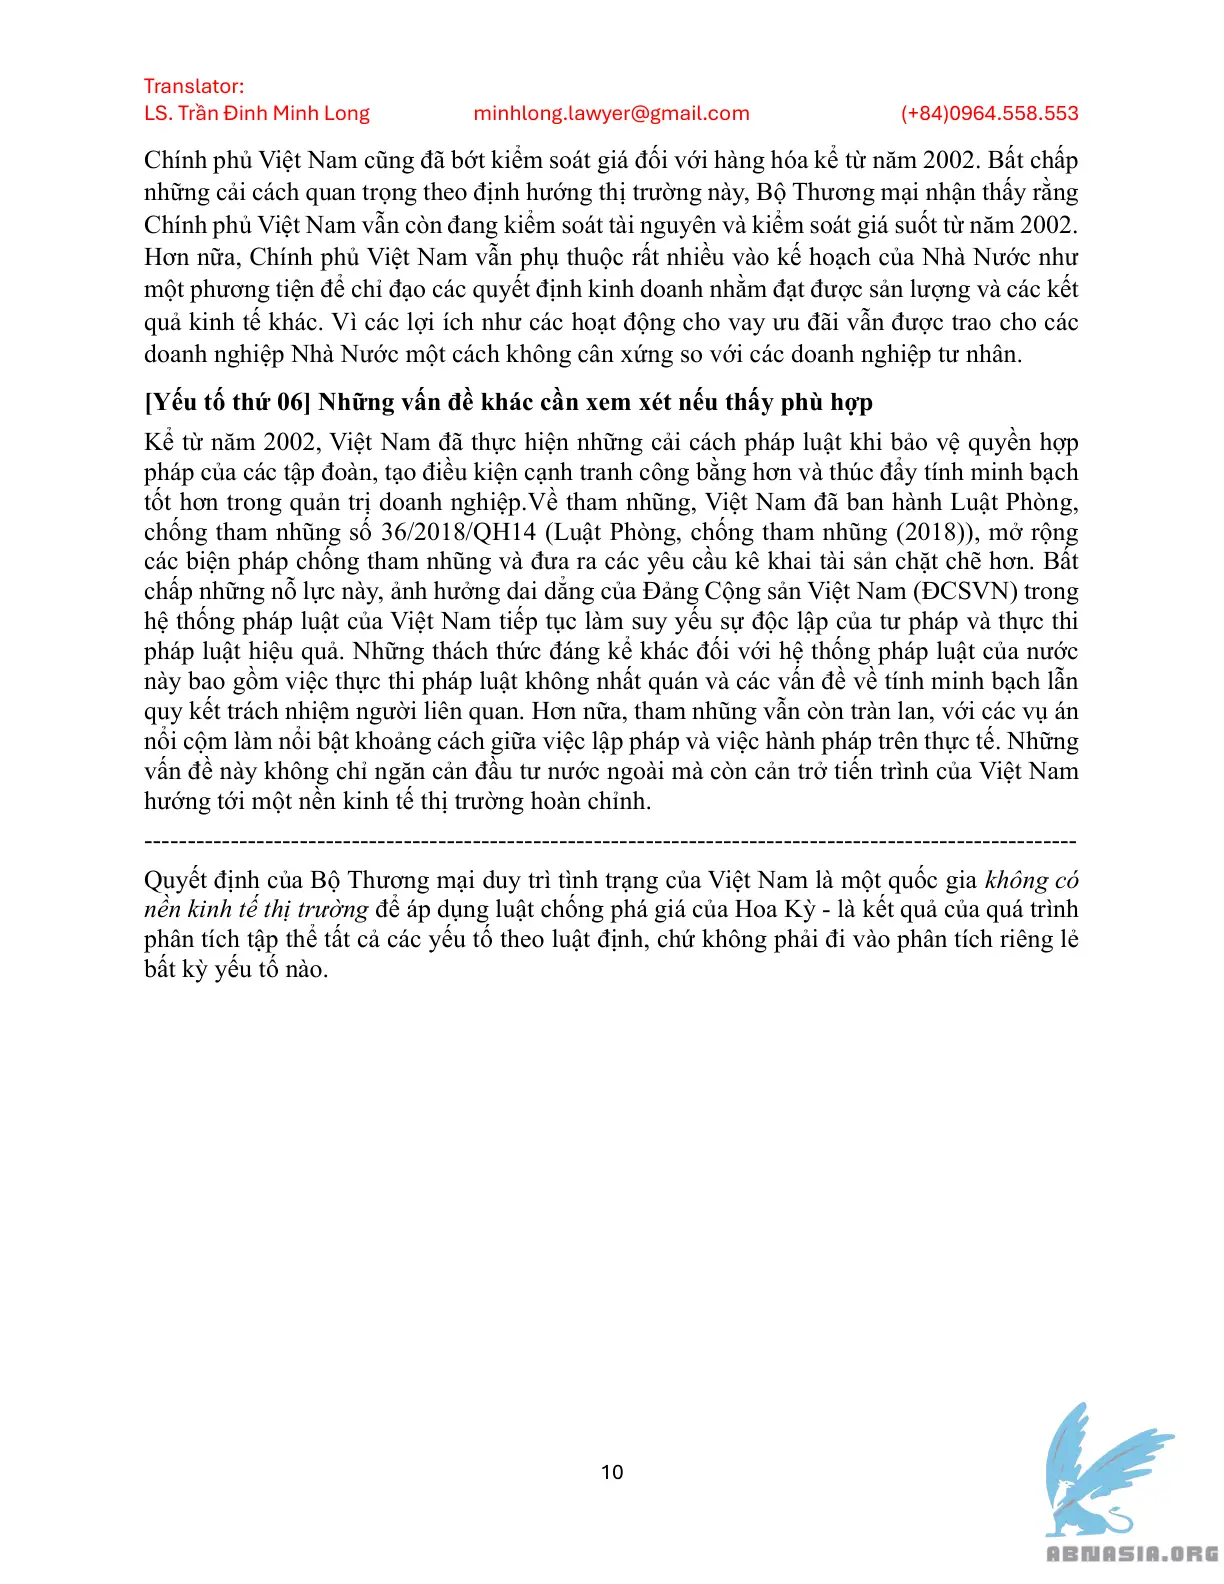 Translator:
LS. Trần Đinh Minh Long minhlong.lawyer@gmail.com (+84)0964.558.553
Chính phủ Việt Nam cũng đã bớt kiểm soát giá đối với hàng hóa kể từ năm 2002. Bất chấp
những cải cách quan trọng theo định hướng thị trường này, Bộ Thương mại nhận thấy rằng
Chính phủ Việt Nam vẫn còn đang kiểm soát tài nguyên và kiểm soát giá suốt từ năm 2002.
Hơn nữa, Chính phủ Việt Nam vẫn phụ thuộc rất nhiều vào kế hoạch của Nhà Nước như
một phương tiện để chỉ đạo các quyết định kinh doanh nhằm đạt được sản lượng và các kết
quả kinh tế khác. Vì các lợi ích như các hoạt động cho vay ưu đãi vẫn được trao cho các
doanh nghiệp Nhà Nước một cách không cân xứng so với các doanh nghiệp tư nhân.
[Yếu tố thứ 06] Những vấn đề khác cần xem xét nếu thấy phù hợp
Kể từ năm 2002, Việt Nam đã thực hiện những cải cách pháp luật khi bảo vệ quyền hợp
pháp của các tập đoàn, tạo điều kiện cạnh tranh công bằng hơn và thúc đẩy tính minh bạch
tốt hơn trong quản trị doanh nghiệp.Về tham nhũng, Việt Nam đã ban hành Luật Phòng,
chống tham nhũng số 36/2018/QH14 (Luật Phòng, chống tham nhũng (2018)), mở rộng
các biện pháp chống tham nhũng và đưa ra các yêu cầu kê khai tài sản chặt chẽ hơn. Bất
chấp những nỗ lực này, ảnh hưởng dai dẳng của Đảng Cộng sản Việt Nam (ĐCSVN) trong
hệ thống pháp luật của Việt Nam tiếp tục làm suy yếu sự độc lập của tư pháp và thực thi
pháp luật hiệu quả. Những thách thức đáng kể khác đối với hệ thống pháp luật của nước
này bao gồm việc thực thi pháp luật không nhất quán và các vấn đề về tính minh bạch lẫn
quy kết trách nhiệm người liên quan. Hơn nữa, tham nhũng vẫn còn tràn lan, với các vụ án
nổi cộm làm nổi bật khoảng cách giữa việc lập pháp và việc hành pháp trên thực tế. Những
vấn đề này không chỉ ngăn cản đầu tư nước ngoài mà còn cản trở tiến trình của Việt Nam
hướng tới một nền kinh tế thị trường hoàn chỉnh.
------------------------------------------------------------------------------------------------------------
Quyết định của Bộ Thương mại duy trì tình trạng của Việt Nam là một quốc gia không có
nền kinh tế thị trường để áp dụng luật chống phá giá của Hoa Kỳ - là kết quả của quá trình
phân tích tập thể tất cả các yếu tố theo luật định, chứ không phải đi vào phân tích riêng lẻ
bất kỳ yếu tố nào.
10
ABNASIA.ORG